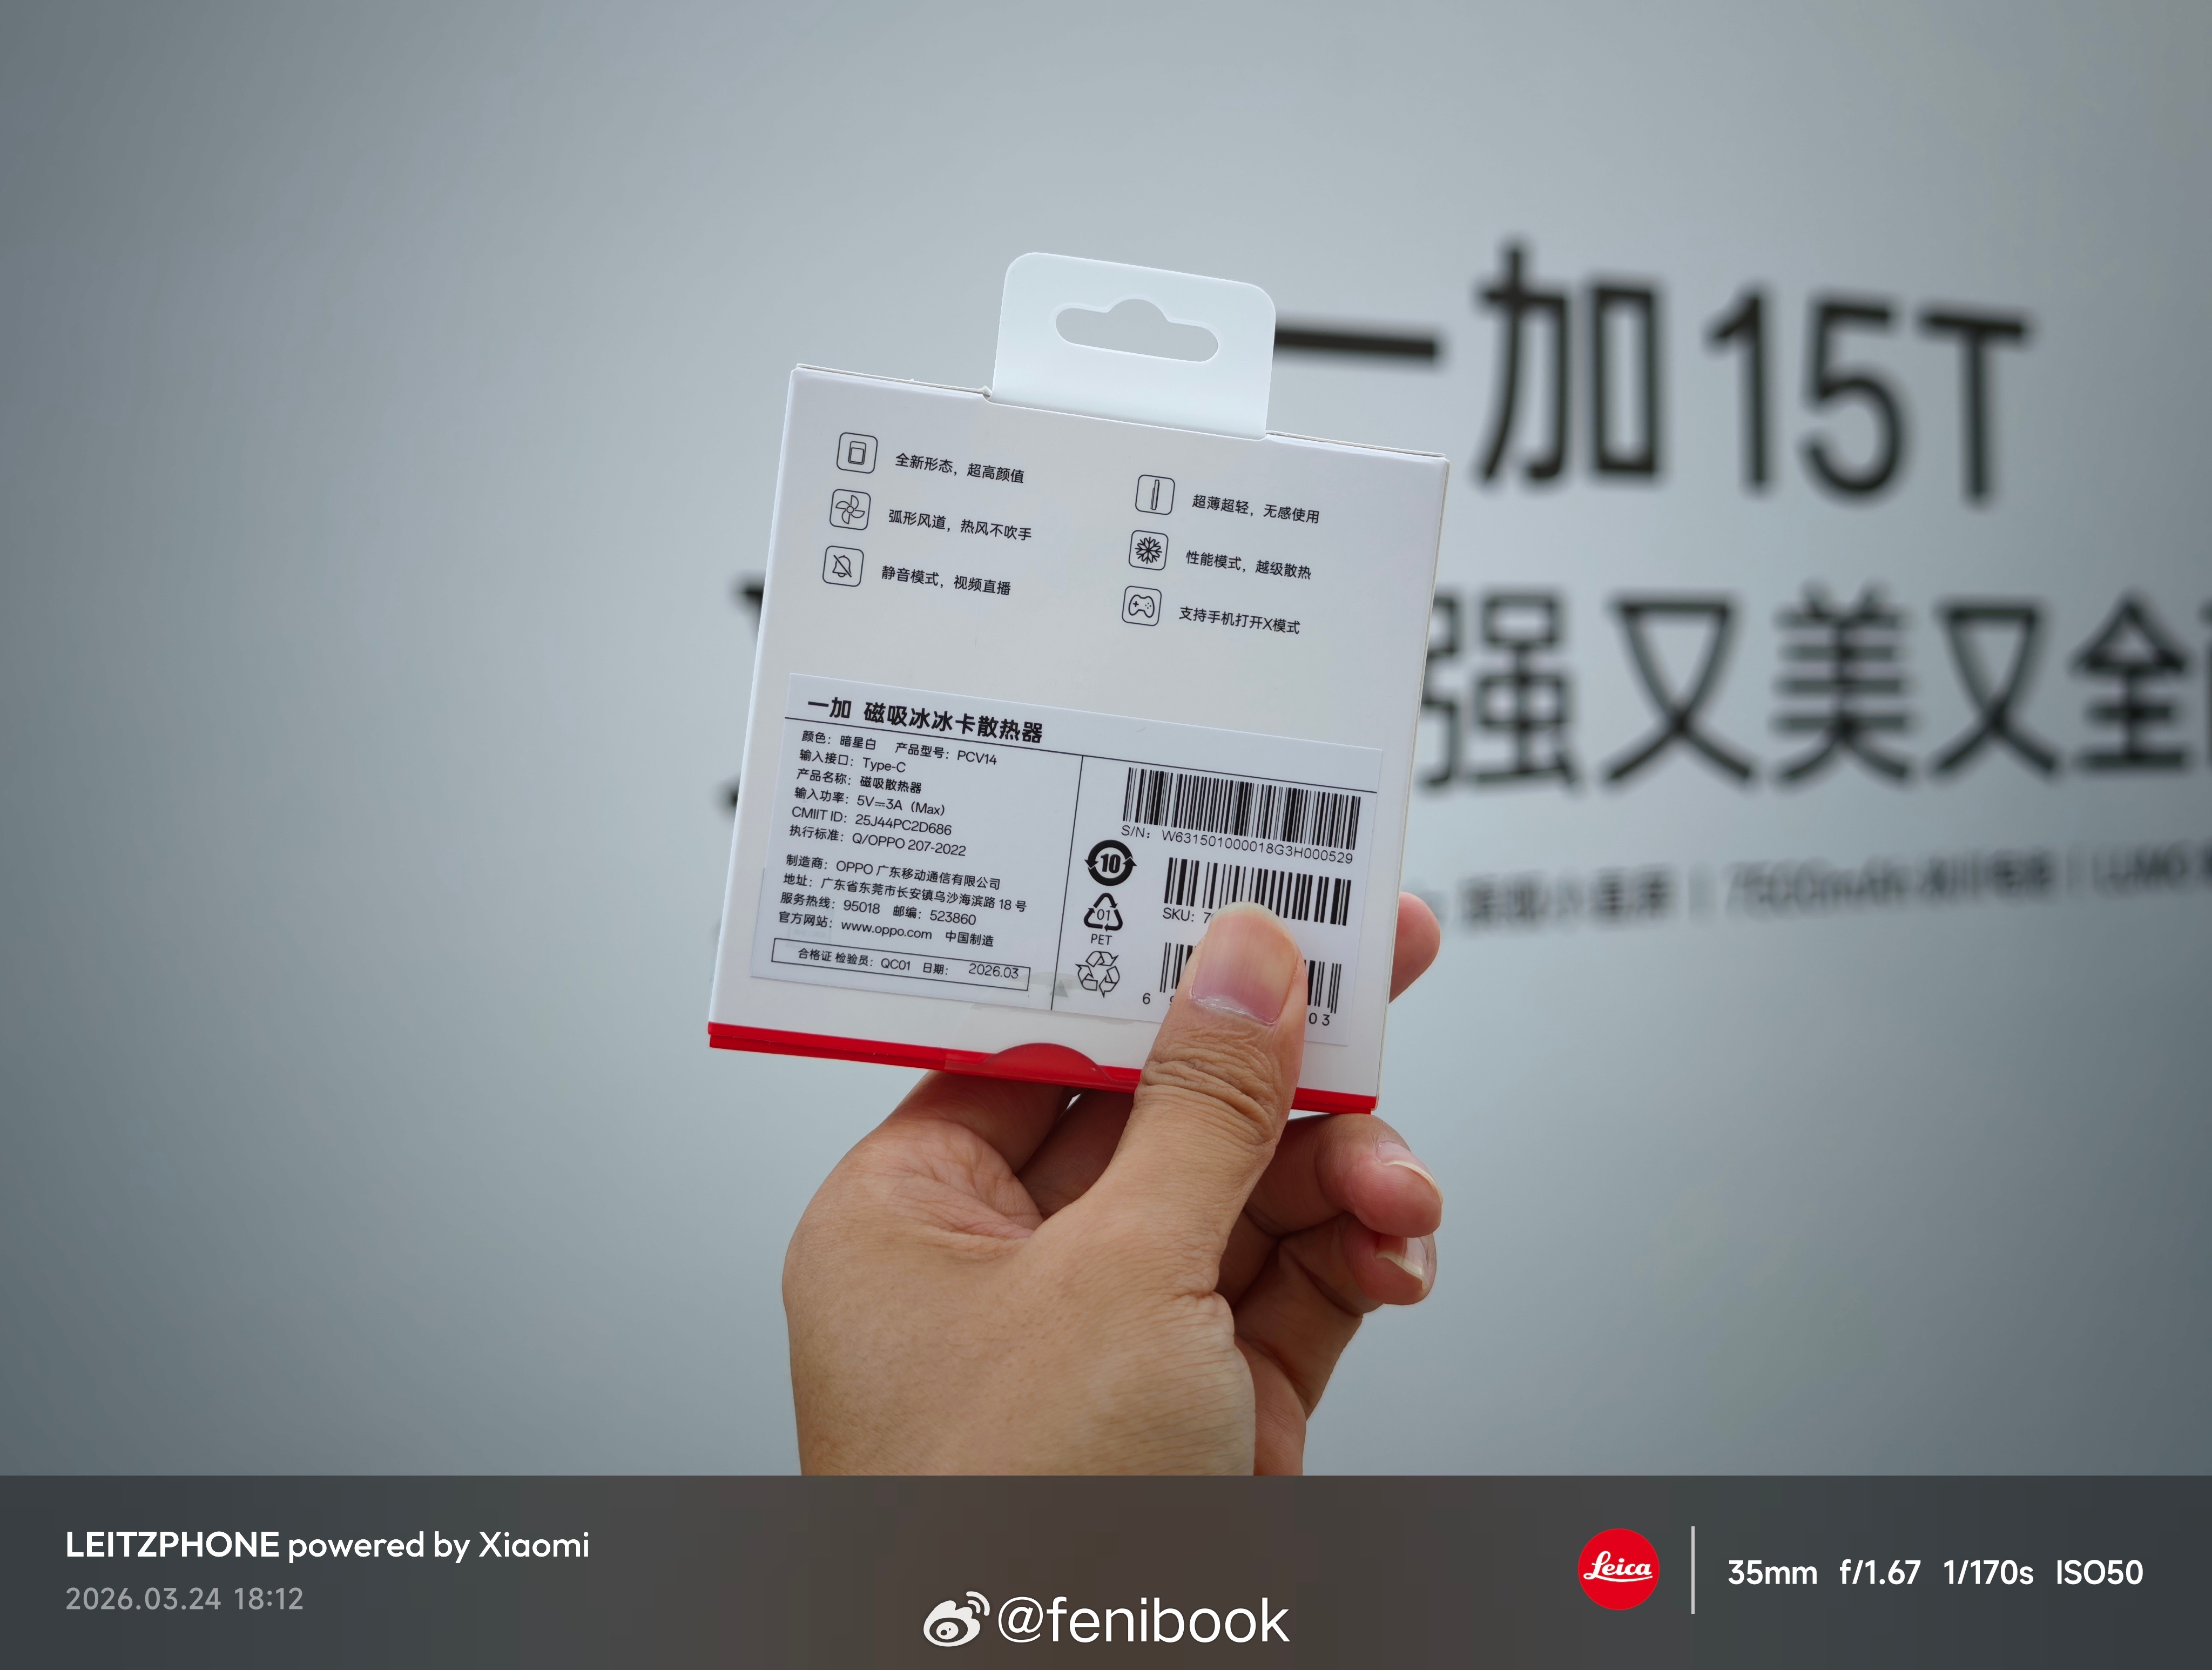 一加15T
强又美又全
全新形态，超高颜值
弧形风道，热风不吹手
静音模式，视频直播
超薄超轻，无感使用
性能模式，越级散热
支持手机打开X模式
一加 磁吸冰冰卡散热器
颜色：暗星白 产品型号：PCV14
输入接口：Type-C
产品名称：磁吸散热器
输入功率：5V⎓3A（Max）
CMIIT ID：25J44PC2D686
执行标准：Q/OPPO 207-2022
制造商：OPPO 广东移动通信有限公司
地址：广东省东莞市长安镇乌沙海滨路 18 号
服务热线：95018 邮编：523860
官方网站：www.oppo.com 中国制造
合格证 检验员：QC01 日期： 2026.03
S/N：W631501000018G3H000529
10
SKU: 7
01
PET
6
03
LEITZPHONE powered by Xiaomi
2026.03.24 18:12
@fenibook
Leica
35mm f/1.67 1/170s ISO50